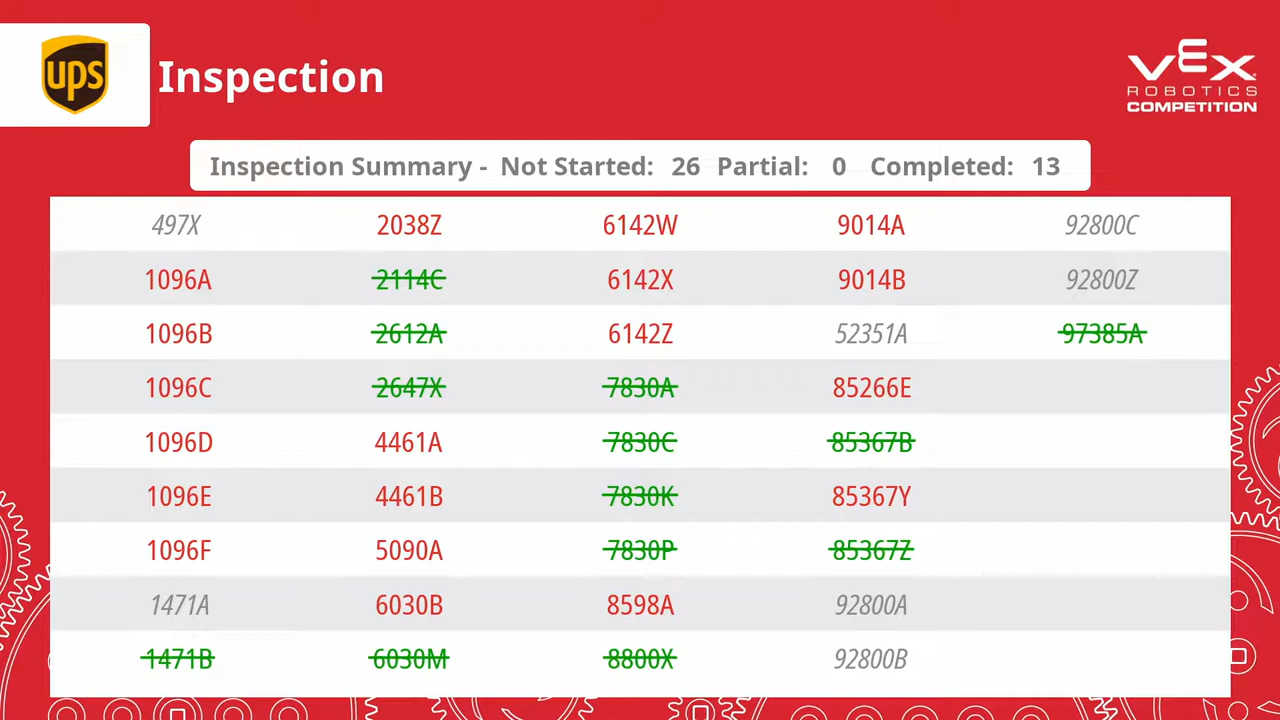 ups
Inspection
VEX
ROBOTICS
COMPETITION
Inspection Summary - Not Started: 26 Partial: 0 Completed: 13
497X 2038Z 6142W 9014A 92800C
1096A 2114C 6142X 9014B 92800Z
1096B 2612A 6142Z 52351A 97385A
1096C 2647X 7830A 85266E
1096D 4461A 7830C 85367B
1096E 4461B 7830K 85367Y
1096F 5090A 7830P 85367Z
1471A 6030B 8598A 92800A
1471B 6030M 8800X 92800B